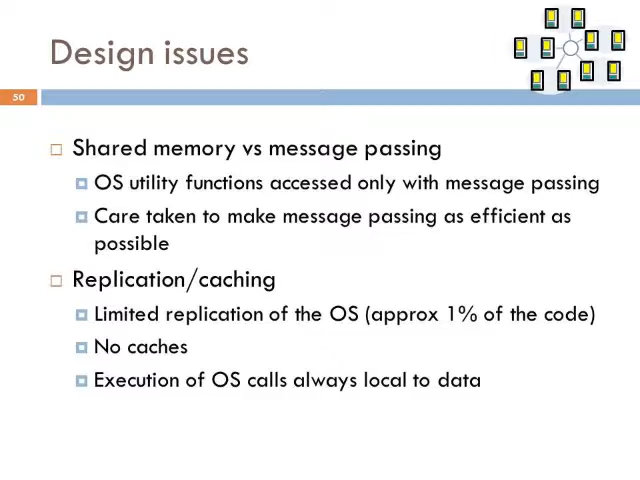 Design issues
50
Shared memory vs message passing
OS utility functions accessed only with message passing
Care taken to make message passing as efficient as
possible
Replication/caching
Limited replication of the OS (approx 1% of the code)
No caches
Execution of OS calls always local to data